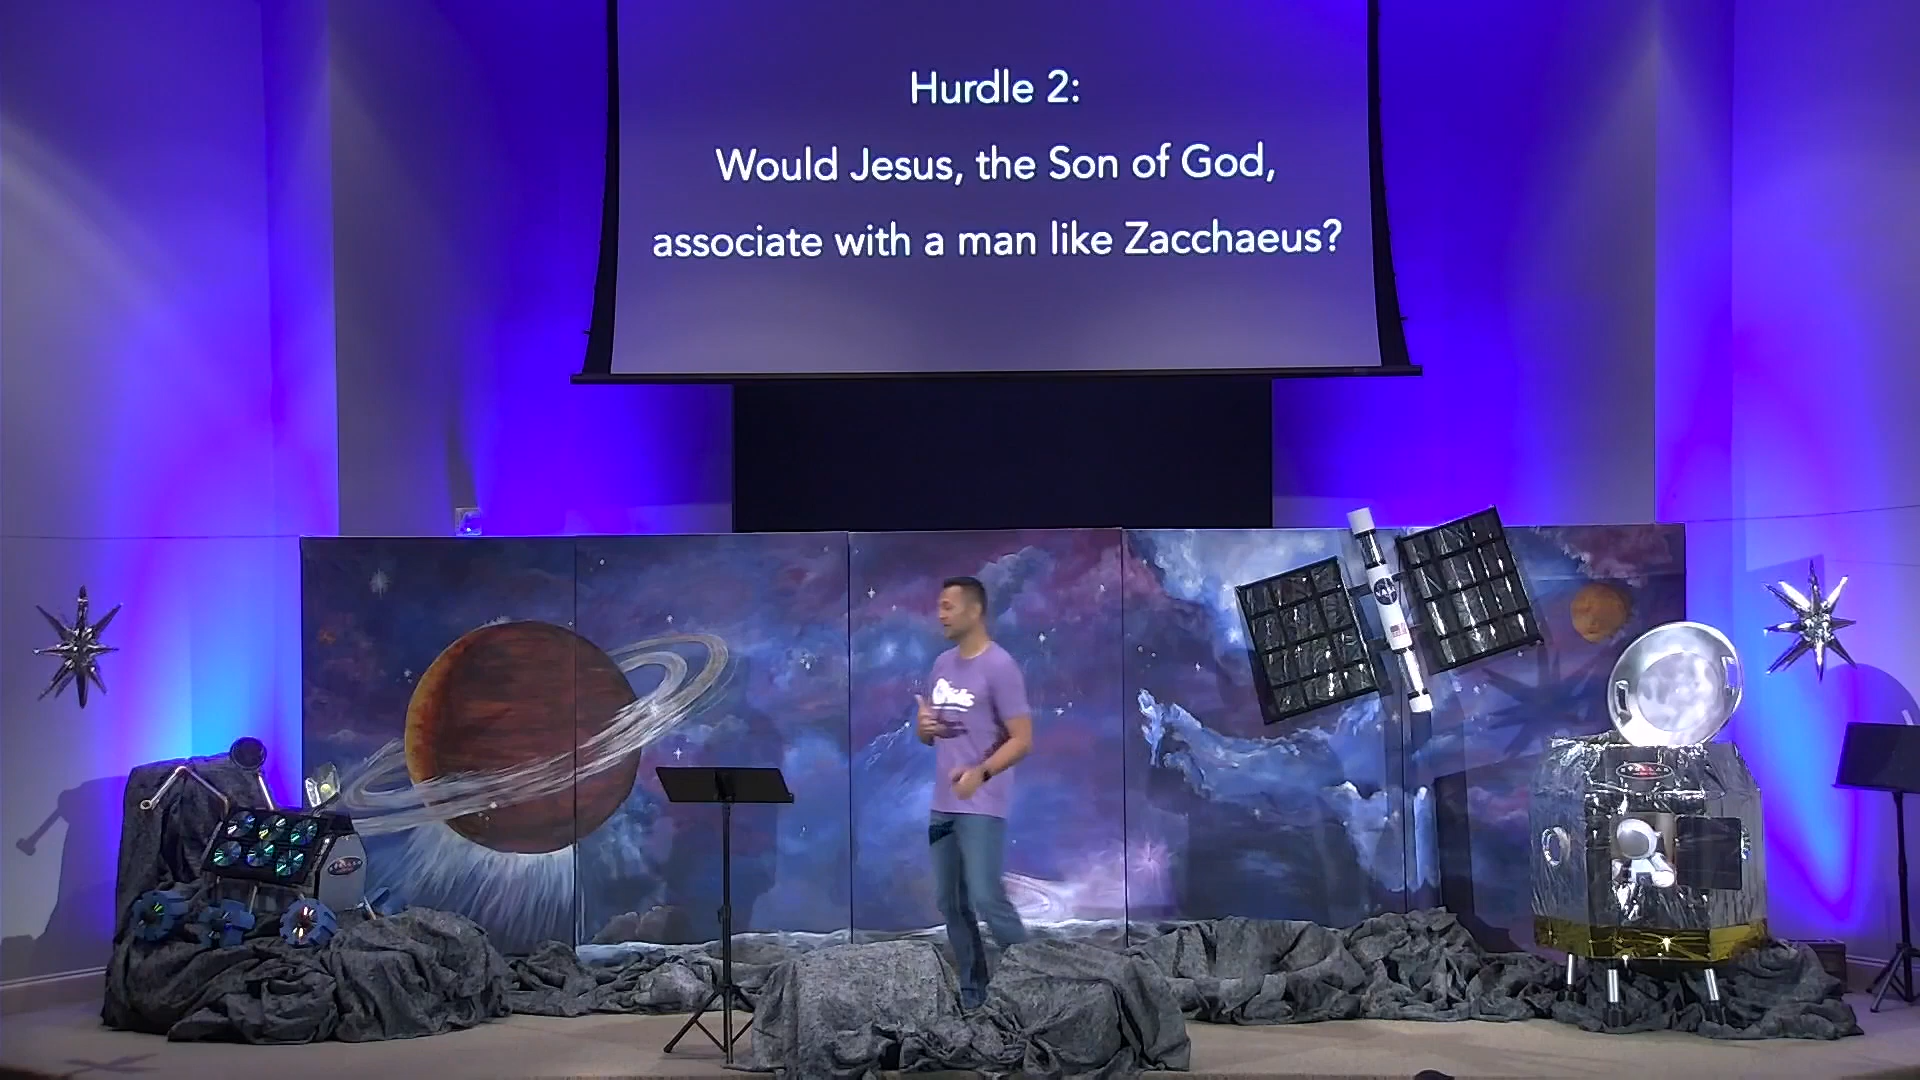 Hurdle 2:
Would Jesus, the Son of God,
associate with a man like Zacchaeus?